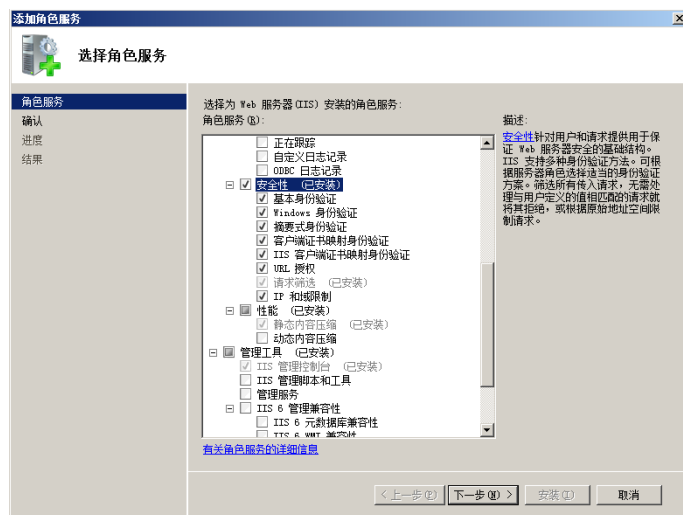 添加角色服务
选择角色服务
角色服务
确认
进度
结果
选择为 Web 服务器(IIS) 安装的角色服务:
角色服务(R):
正在跟踪
自定义日志记录
ODBC 日志记录
安全性 (已安装)
基本身份验证
Windows 身份验证
摘要式身份验证
客户端证书映射身份验证
IIS 客户端证书映射身份验证
URL 授权
请求筛选 (已安装)
IP 和域限制
性能 (已安装)
静态内容压缩 (已安装)
动态内容压缩
管理工具 (已安装)
IIS 管理控制台 (已安装)
IIS 管理脚本和工具
管理服务
IIS 6 管理兼容性
IIS 6 元数据库兼容性
IIS 6 WMI 兼容性
有关角色服务的详细信息
描述:
安全性针对用户和请求提供用于保
证 Web 服务器安全的基础结构。
IIS 支持多种身份验证方法。可根
据服务器角色选择适当的身份验证
方案。筛选所有传入请求，无需处
理与用户定义的值相匹配的请求就
将其拒绝，或根据原始地址空间限
制请求。
< 上一步(P)
下一步(N) >
安装(I)
取消